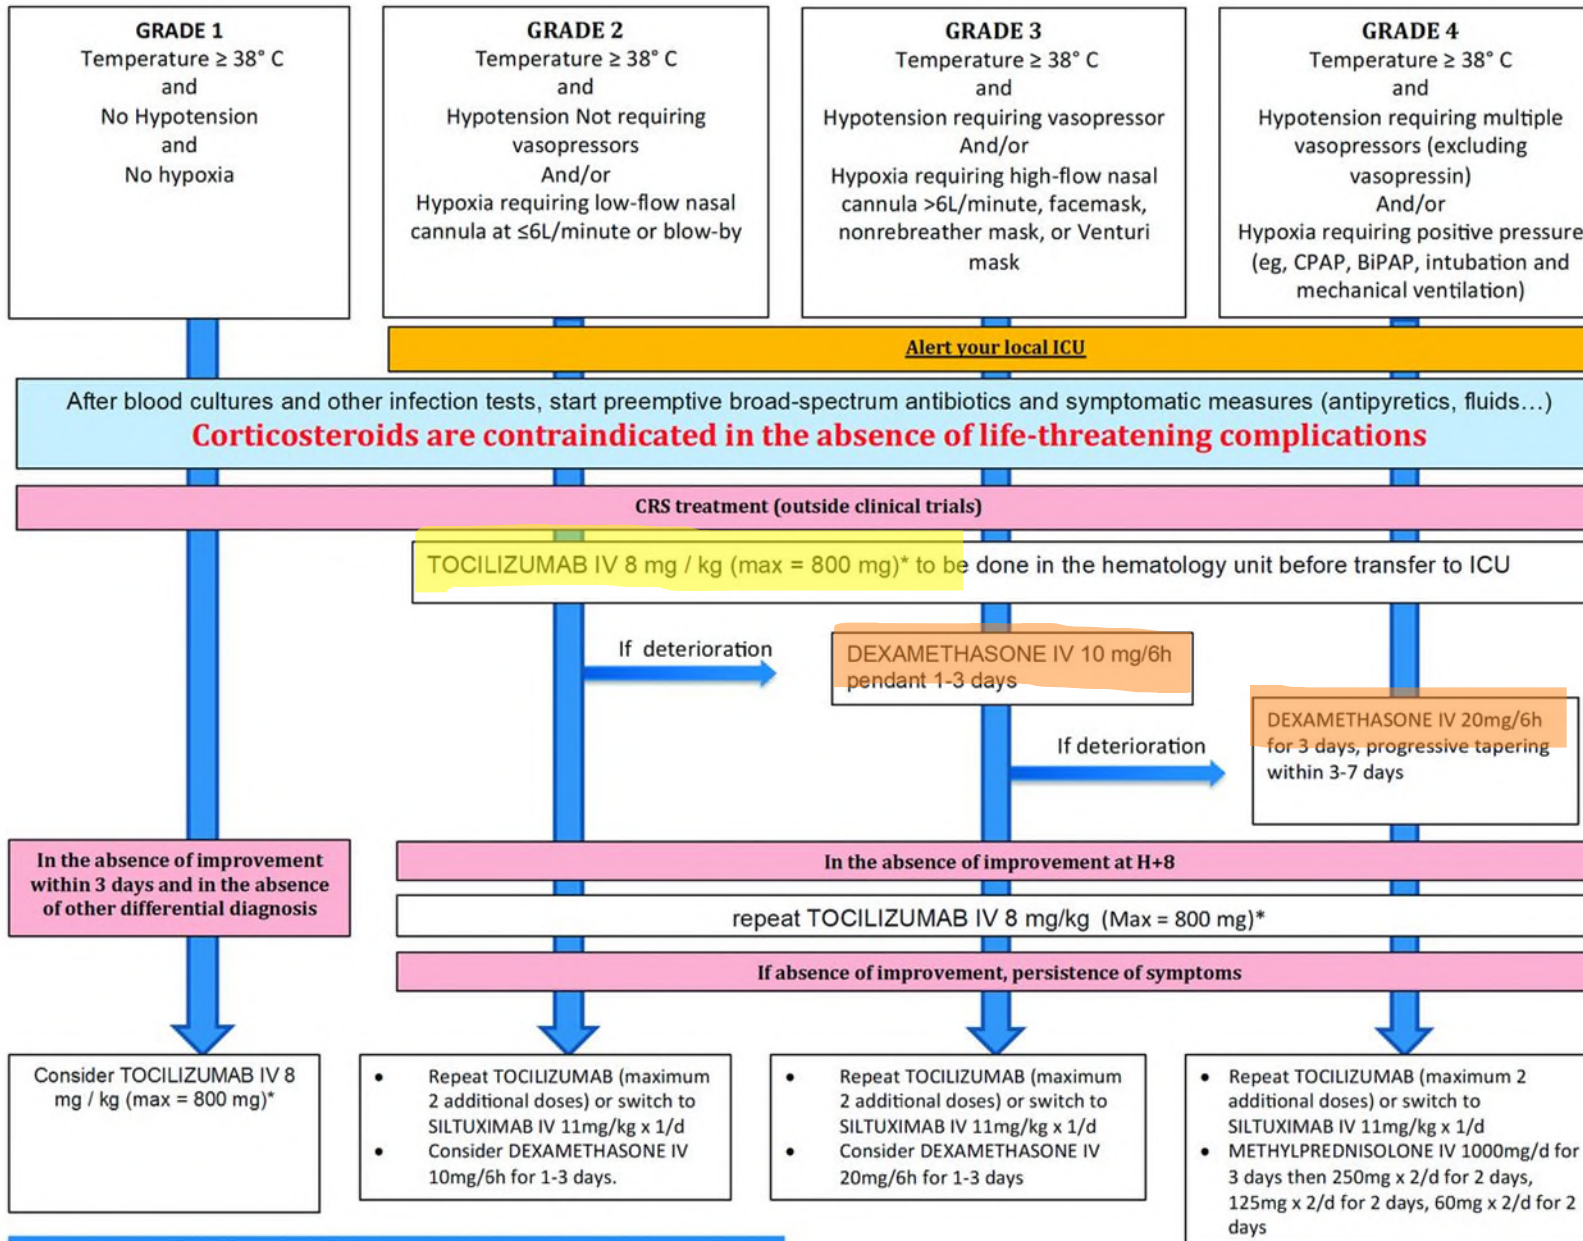 GRADE 1
Temperature ≥ 38° C
and
No Hypotension
and
No hypoxia
GRADE 2
Temperature ≥ 38° C
and
Hypotension Not requiring
vasopressors
And/or
Hypoxia requiring low-flow nasal
cannula at ≤6L/minute or blow-by
GRADE 3
Temperature ≥ 38° C
and
Hypotension requiring vasopressor
And/or
Hypoxia requiring high-flow nasal
cannula >6L/minute, facemask,
nonrebreather mask, or Venturi
mask
GRADE 4
Temperature ≥ 38° C
and
Hypotension requiring multiple
vasopressors (excluding
vasopressin)
And/or
Hypoxia requiring positive pressure
(eg, CPAP, BiPAP, intubation and
mechanical ventilation)
Alert your local ICU
After blood cultures and other infection tests, start preemptive broad-spectrum antibiotics and symptomatic measures (antipyretics, fluids…)
Corticosteroids are contraindicated in the absence of life-threatening complications
CRS treatment (outside clinical trials)
TOCILIZUMAB IV 8 mg / kg (max = 800 mg)* to be done in the hematology unit before transfer to ICU
If deterioration
DEXAMETHASONE IV 10 mg/6h
pendant 1-3 days
If deterioration
DEXAMETHASONE IV 20mg/6h
for 3 days, progressive tapering
within 3-7 days
In the absence of improvement
within 3 days and in the absence
of other differential diagnosis
In the absence of improvement at H+8
repeat TOCILIZUMAB IV 8 mg/kg (Max = 800 mg)*
If absence of improvement, persistence of symptoms
Consider TOCILIZUMAB IV 8
mg / kg (max = 800 mg)*
• Repeat TOCILIZUMAB (maximum
2 additional doses) or switch to
SILTUXIMAB IV 11mg/kg x 1/d
• Consider DEXAMETHASONE IV
10mg/6h for 1-3 days.
• Repeat TOCILIZUMAB (maximum
2 additional doses) or switch to
SILTUXIMAB IV 11mg/kg x 1/d
• Consider DEXAMETHASONE IV
20mg/6h for 1-3 days
• Repeat TOCILIZUMAB (maximum 2
additional doses) or switch to
SILTUXIMAB IV 11mg/kg x 1/d
• METHYLPREDNISOLONE IV 1000mg/d for
3 days then 250mg x 2/d for 2 days,
125mg x 2/d for 2 days, 60mg x 2/d for 2
days